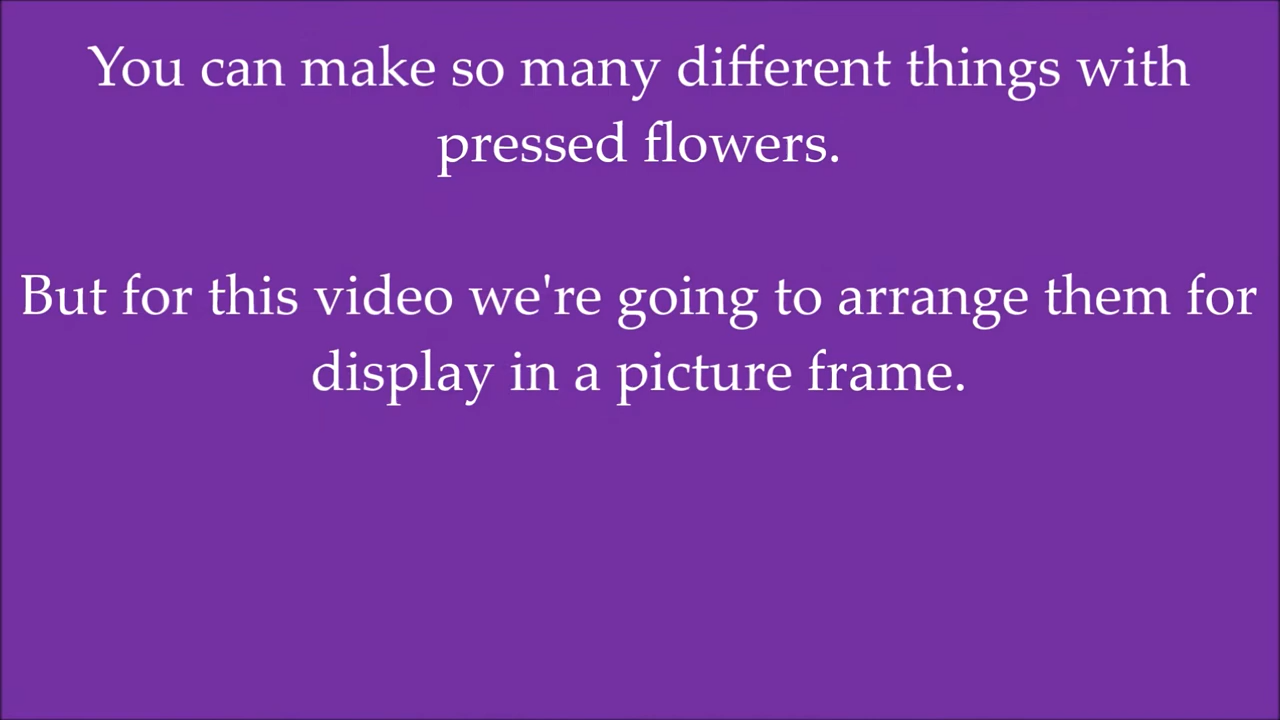 You can make so many different things with
pressed flowers.
But for this video we're going to arrange them for
display in a picture frame.